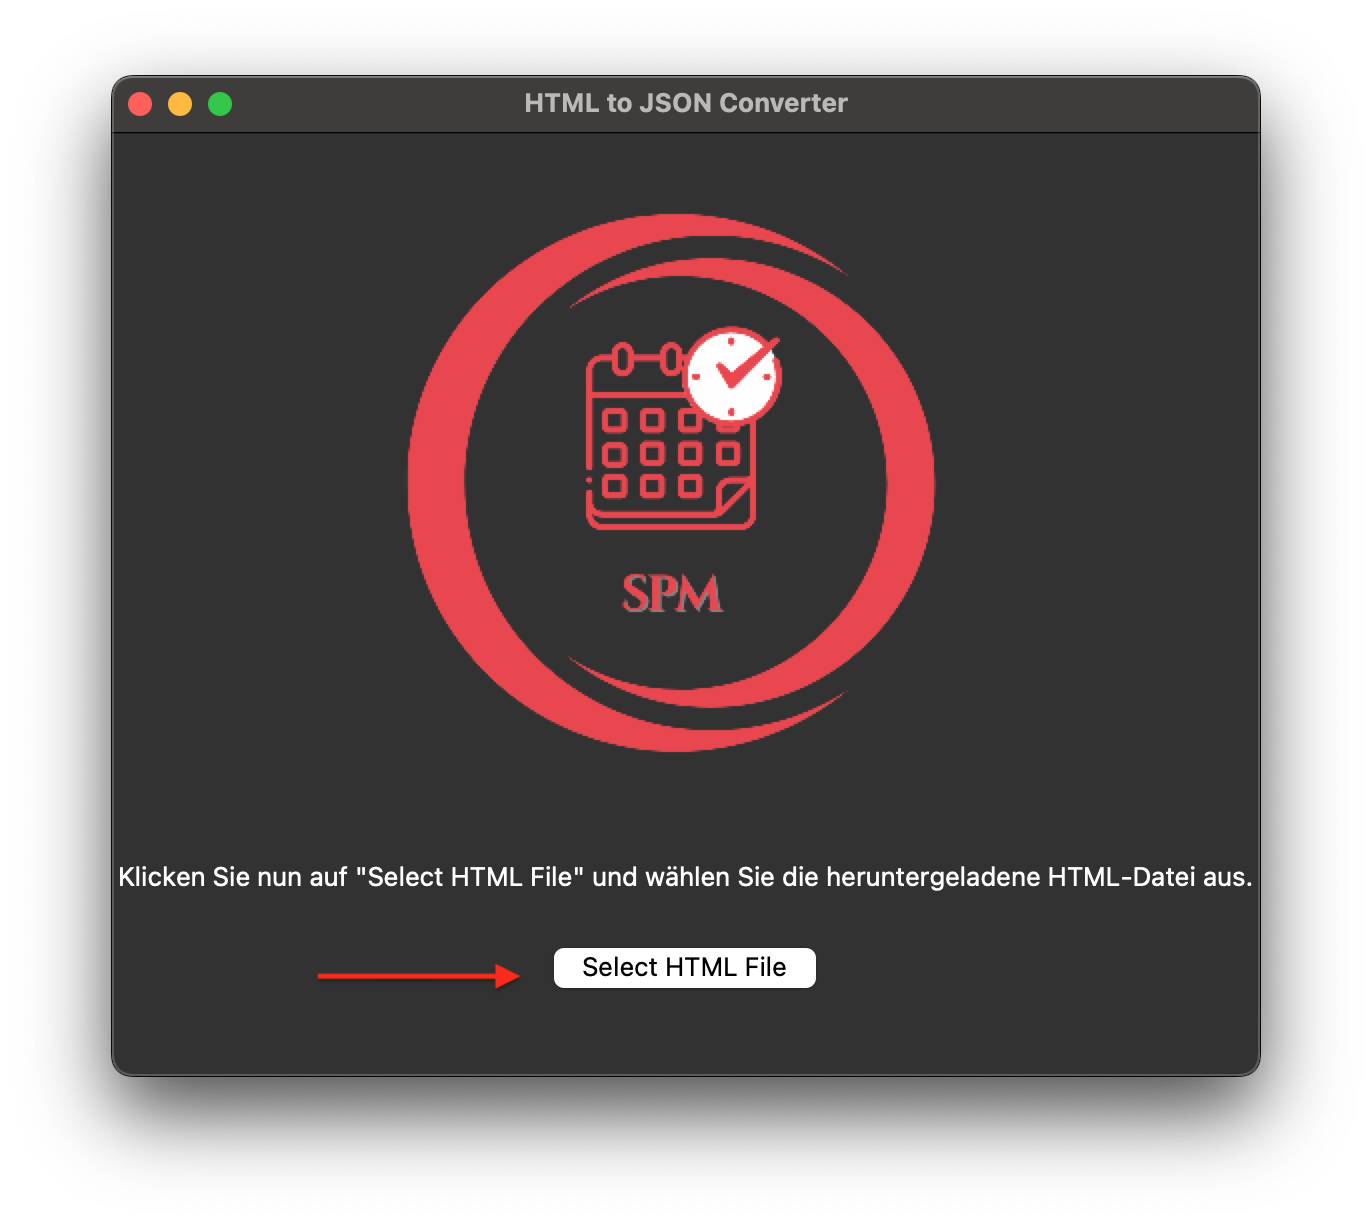 HTML to JSON Converter
SPM
Klicken Sie nun auf "Select HTML File" und wählen Sie die heruntergeladene HTML-Datei aus.
Select HTML File